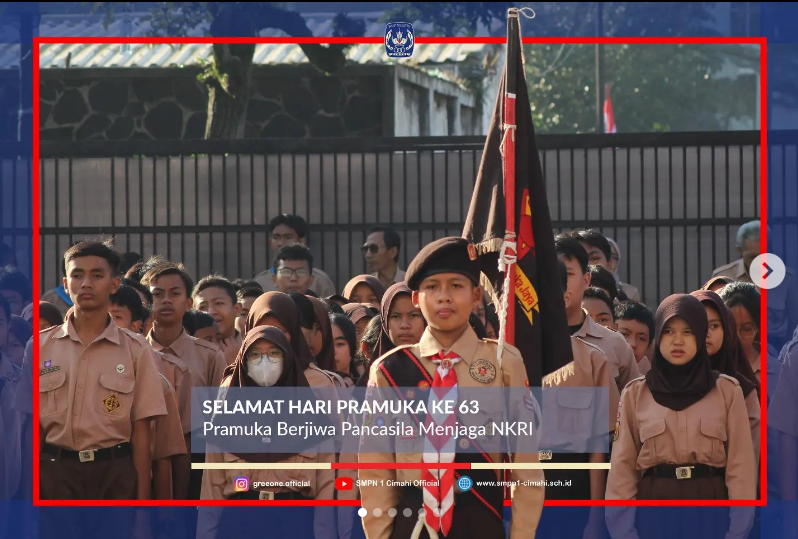 SELAMAT HARI PRAMUKA KE 63
Pramuka Berjiwa Pancasila Menjaga NKRI
greeone.official SMPN 1 Cimahi Official www.smpn1-cimahi.sch.id